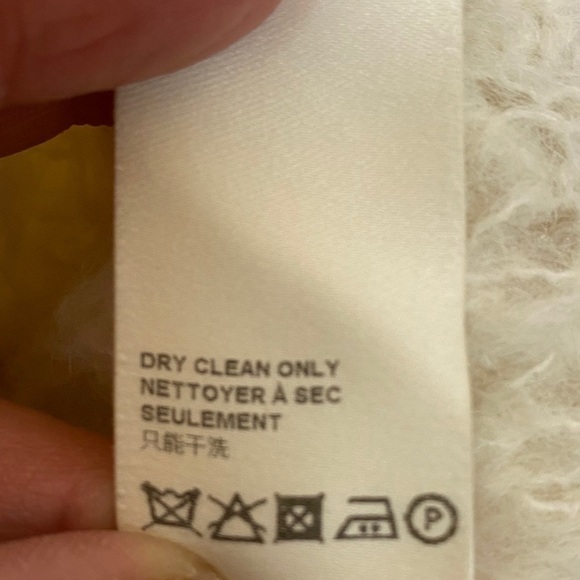 DRY CLEAN ONLY
NETTOYER À SEC
SEULEMENT
只能干洗
P